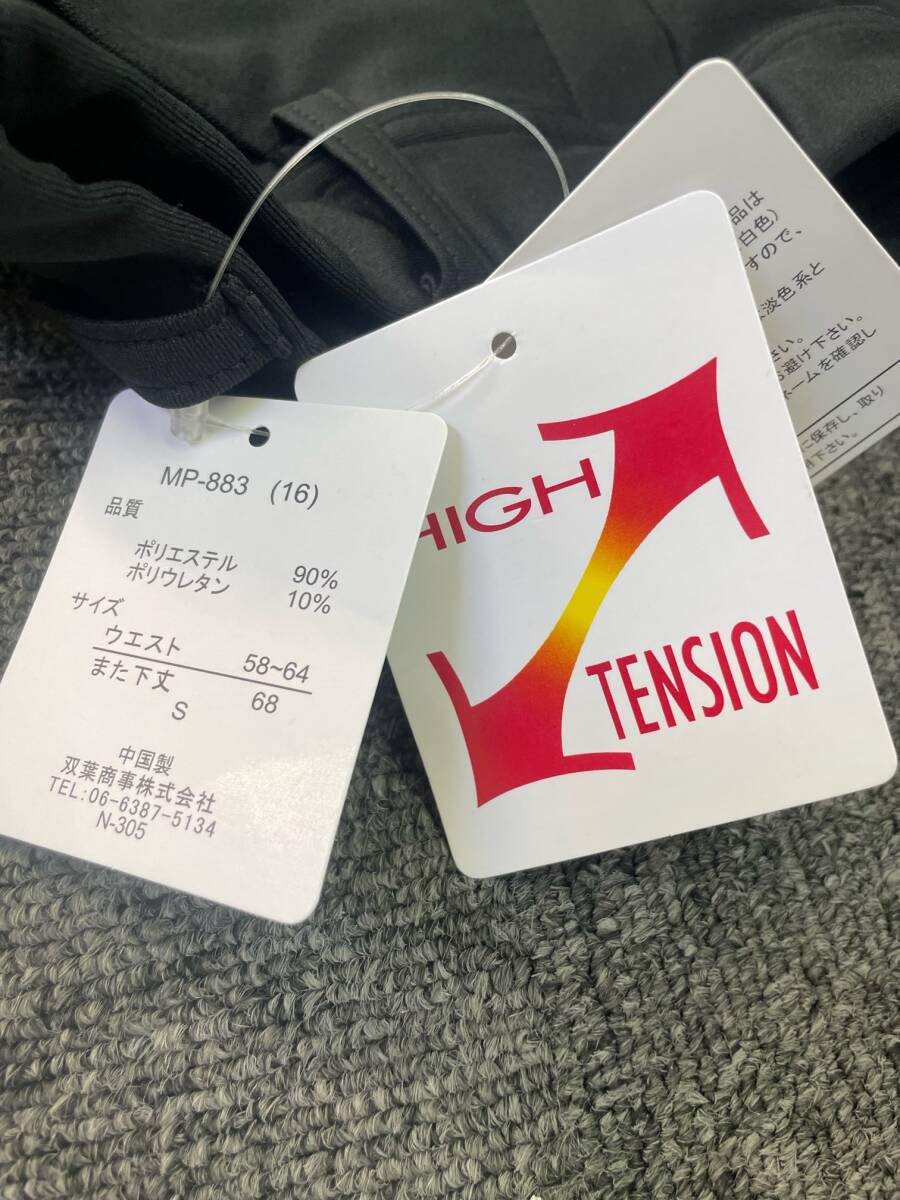 MP-883 (16)
品質
ポリエステル 90%
ポリウレタン 10%
サイズ
ウエスト 58~64
また下丈 68
S
中国製
双葉商事株式会社
TEL:06-6387-5134
N-305
HIGH
TENSION
品は
白色)
すので、
淡色系と
さい。
避け下さい。
ホームを確認し
に保存し、取り
下さい。